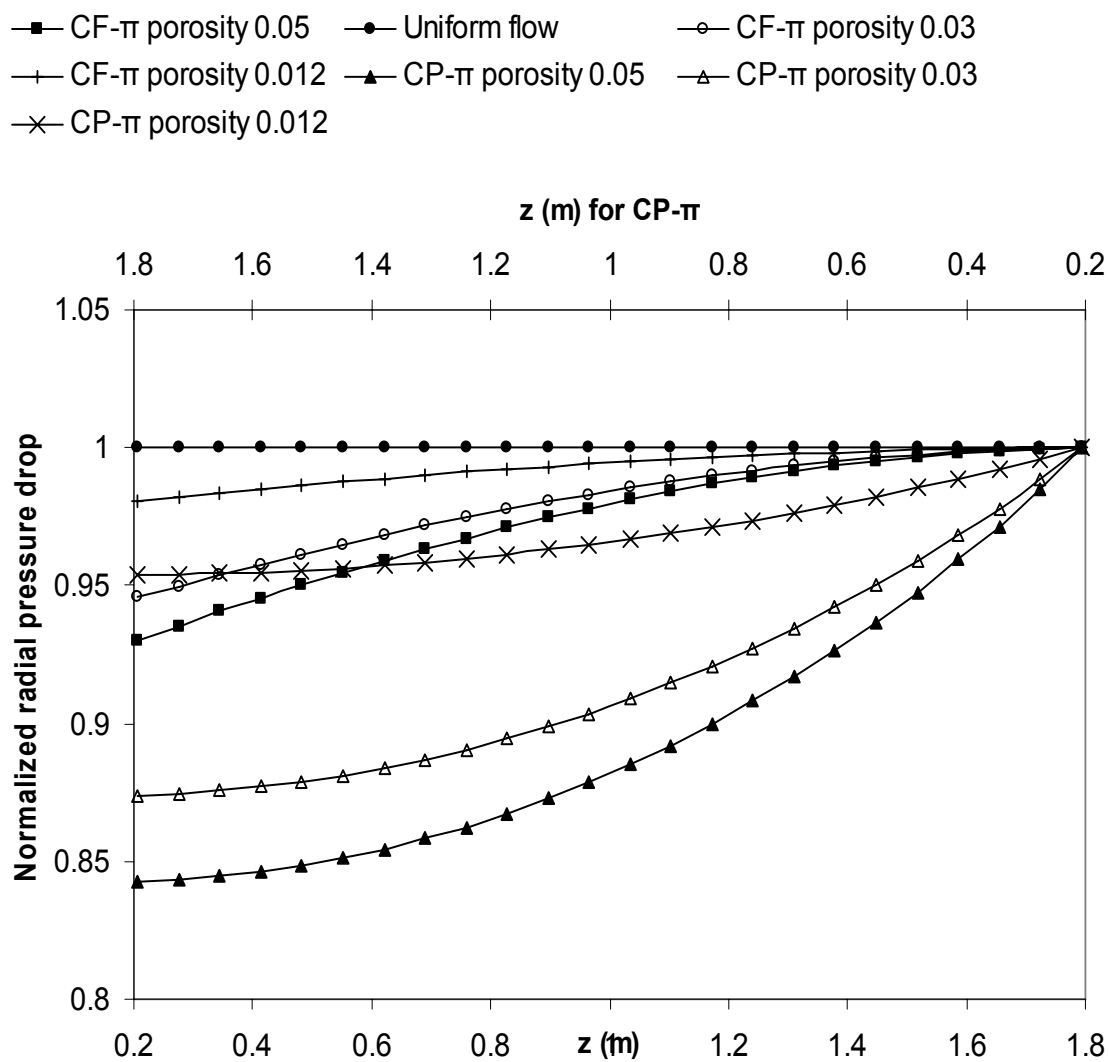 CF-π porosity 0.05 Uniform flow CF-π porosity 0.03
CF-π porosity 0.012 CP-π porosity 0.05 CP-π porosity 0.03
CP-π porosity 0.012
z (m) for CP-π
1.8 1.6 1.4 1.2 1 0.8 0.6 0.4 0.2
1.05
1
0.95
0.9
0.85
0.8
Normalized radial pressure drop
0.2 0.4 0.6 0.8 1 1.2 1.4 1.6 1.8
z (m)